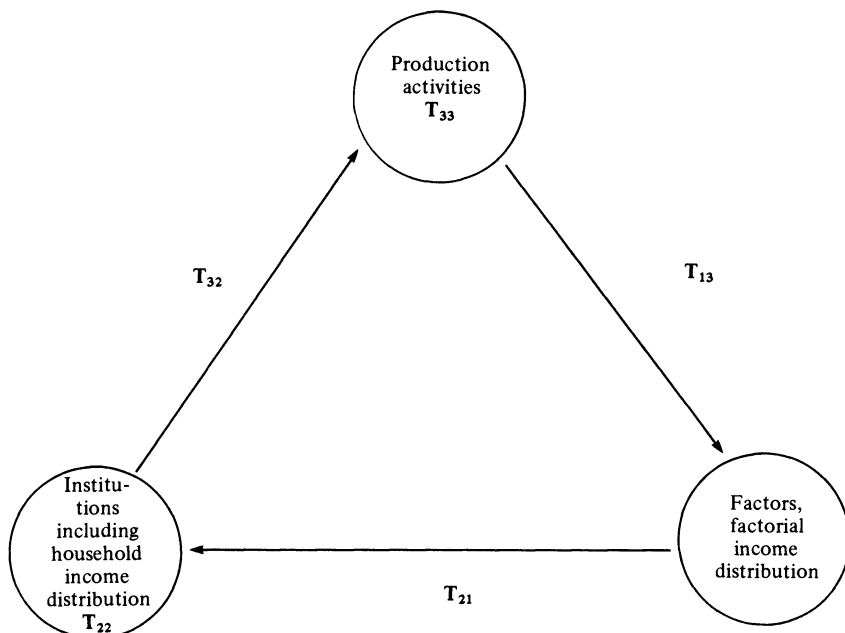 Production
activities
T₃₃
T₃₂
T₁₃
Institu-
tions
including
household
income
distribution
T₂₂
Factors,
factorial
income
distribution
T₂₁